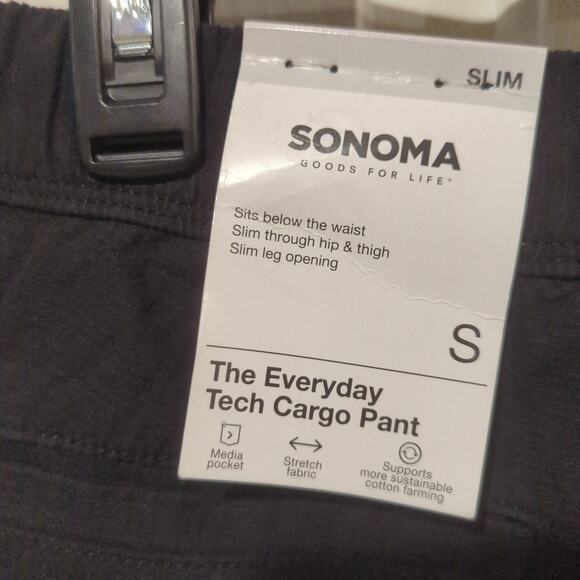 SLIM
SONOMA
GOODS FOR LIFE
Sits below the waist
Slim through hip & thigh
Slim leg opening
S
The Everyday
Tech Cargo Pant
Media
pocket
Stretch
fabric
Supports
more sustainable
cotton farming